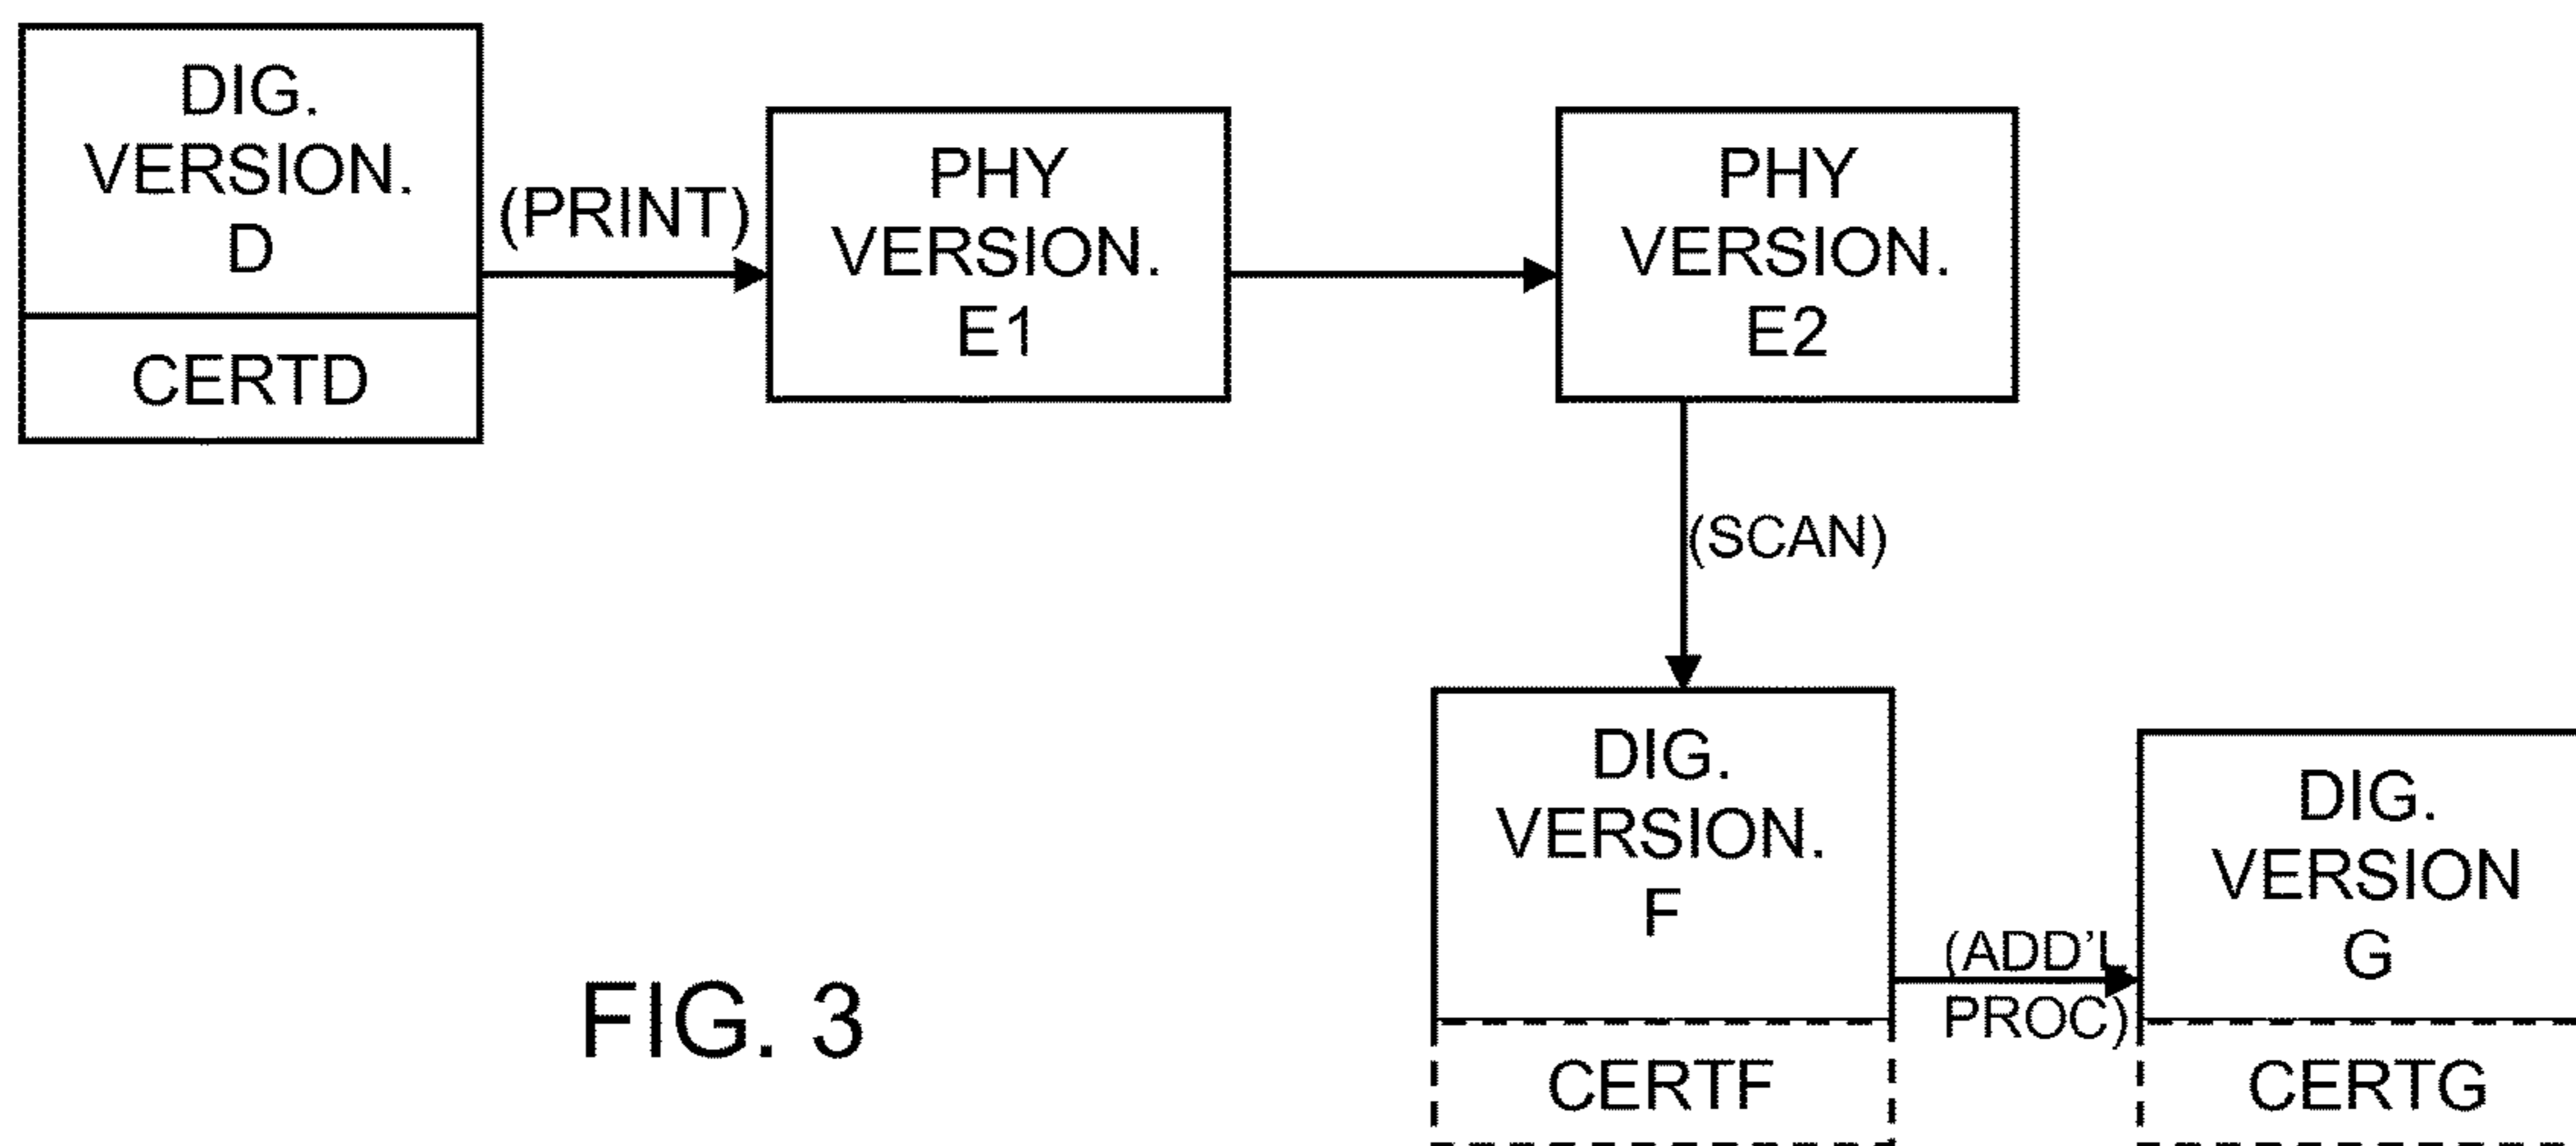 DIG.
VERSION.
D
CERTD
(PRINT)
PHY
VERSION.
E1
PHY
VERSION.
E2
(SCAN)
DIG.
VERSION.
F
CERTF
(ADD'L
PROC)
DIG.
VERSION
G
CERTG
FIG. 3